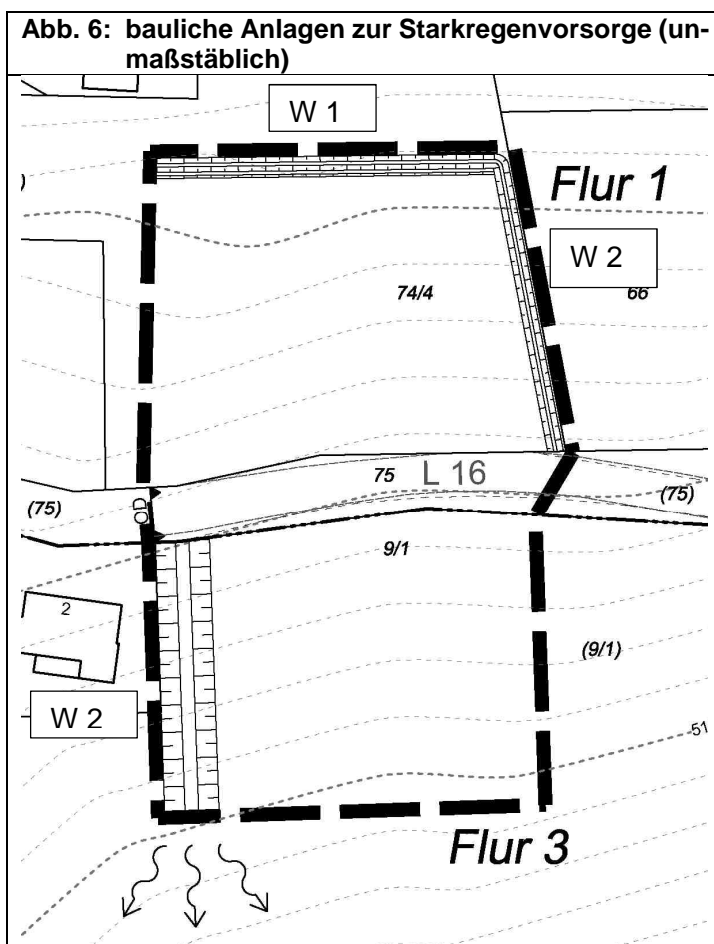 Abb. 6: bauliche Anlagen zur Starkregenvorsorge (un-
maßstäblich)
W 1
)
Flur 1
W 2
74/4
66
75
L 16
(75)
(75)
OD
9/1
2
(9/1)
W 2
51
Flur 3